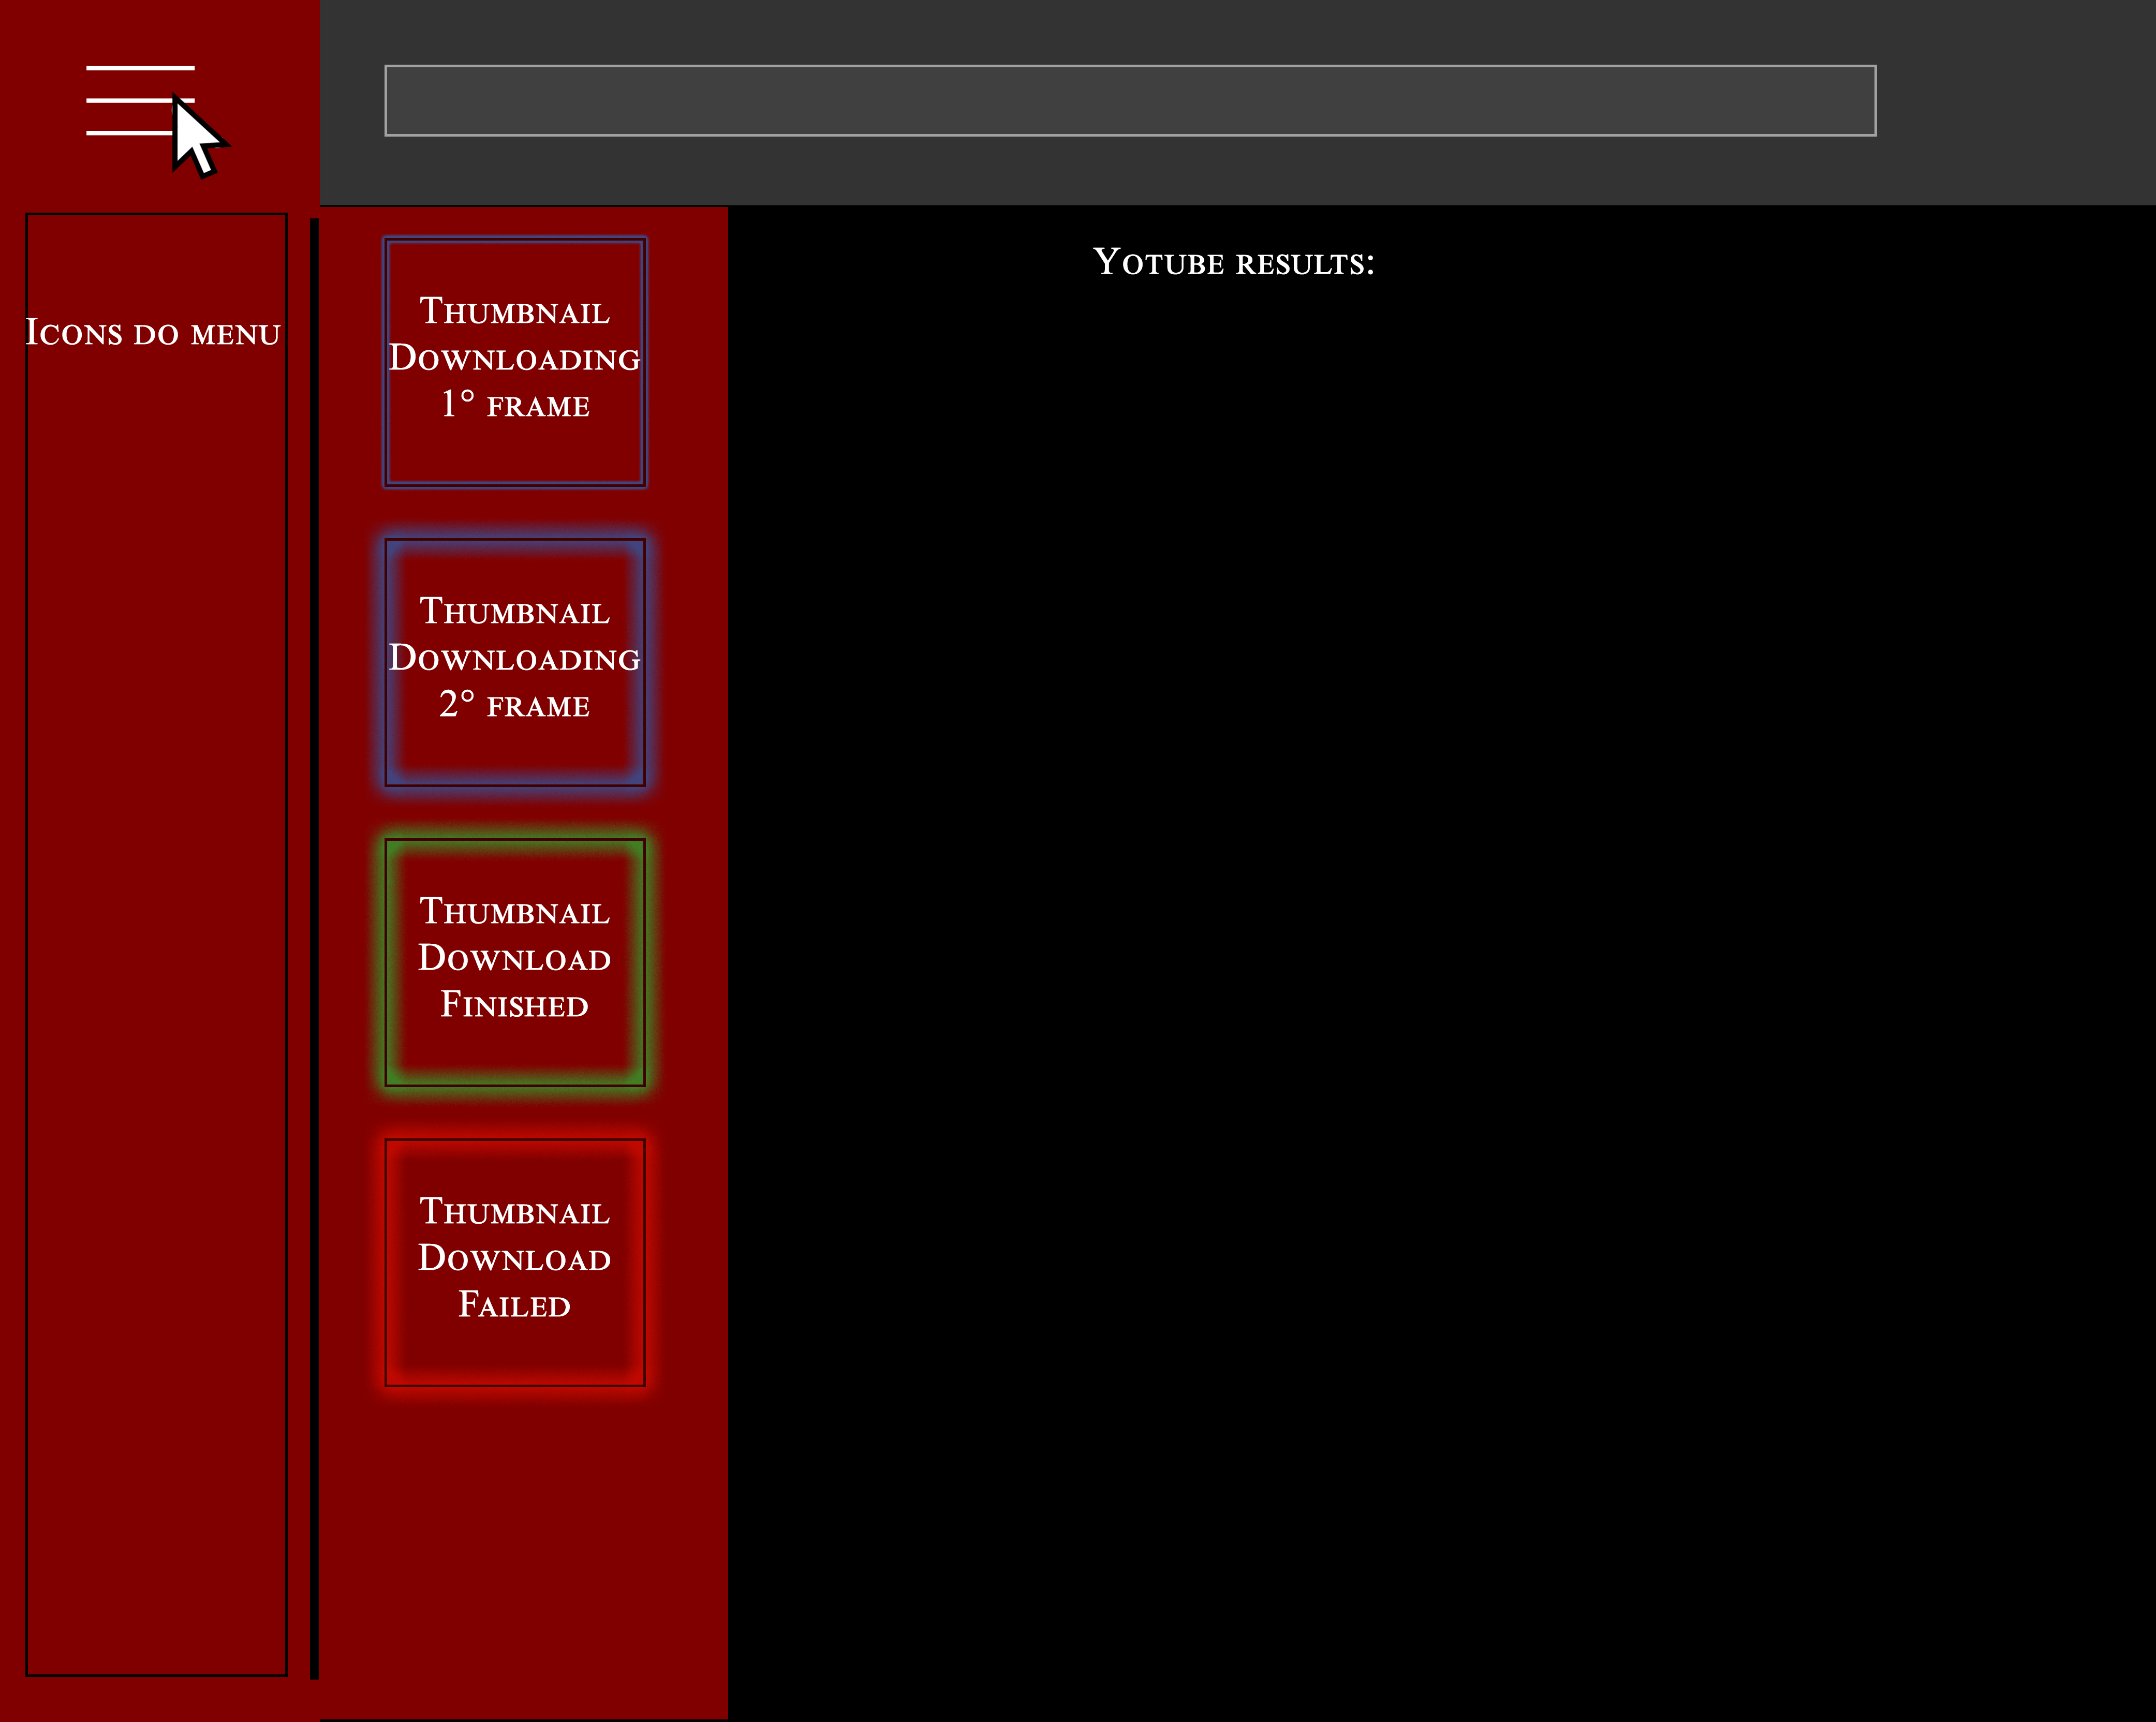 Icons do menu
Thumbnail
Downloading
1° frame
Thumbnail
Downloading
2° frame
Thumbnail
Download
Finished
Thumbnail
Download
Failed
Yotube results: